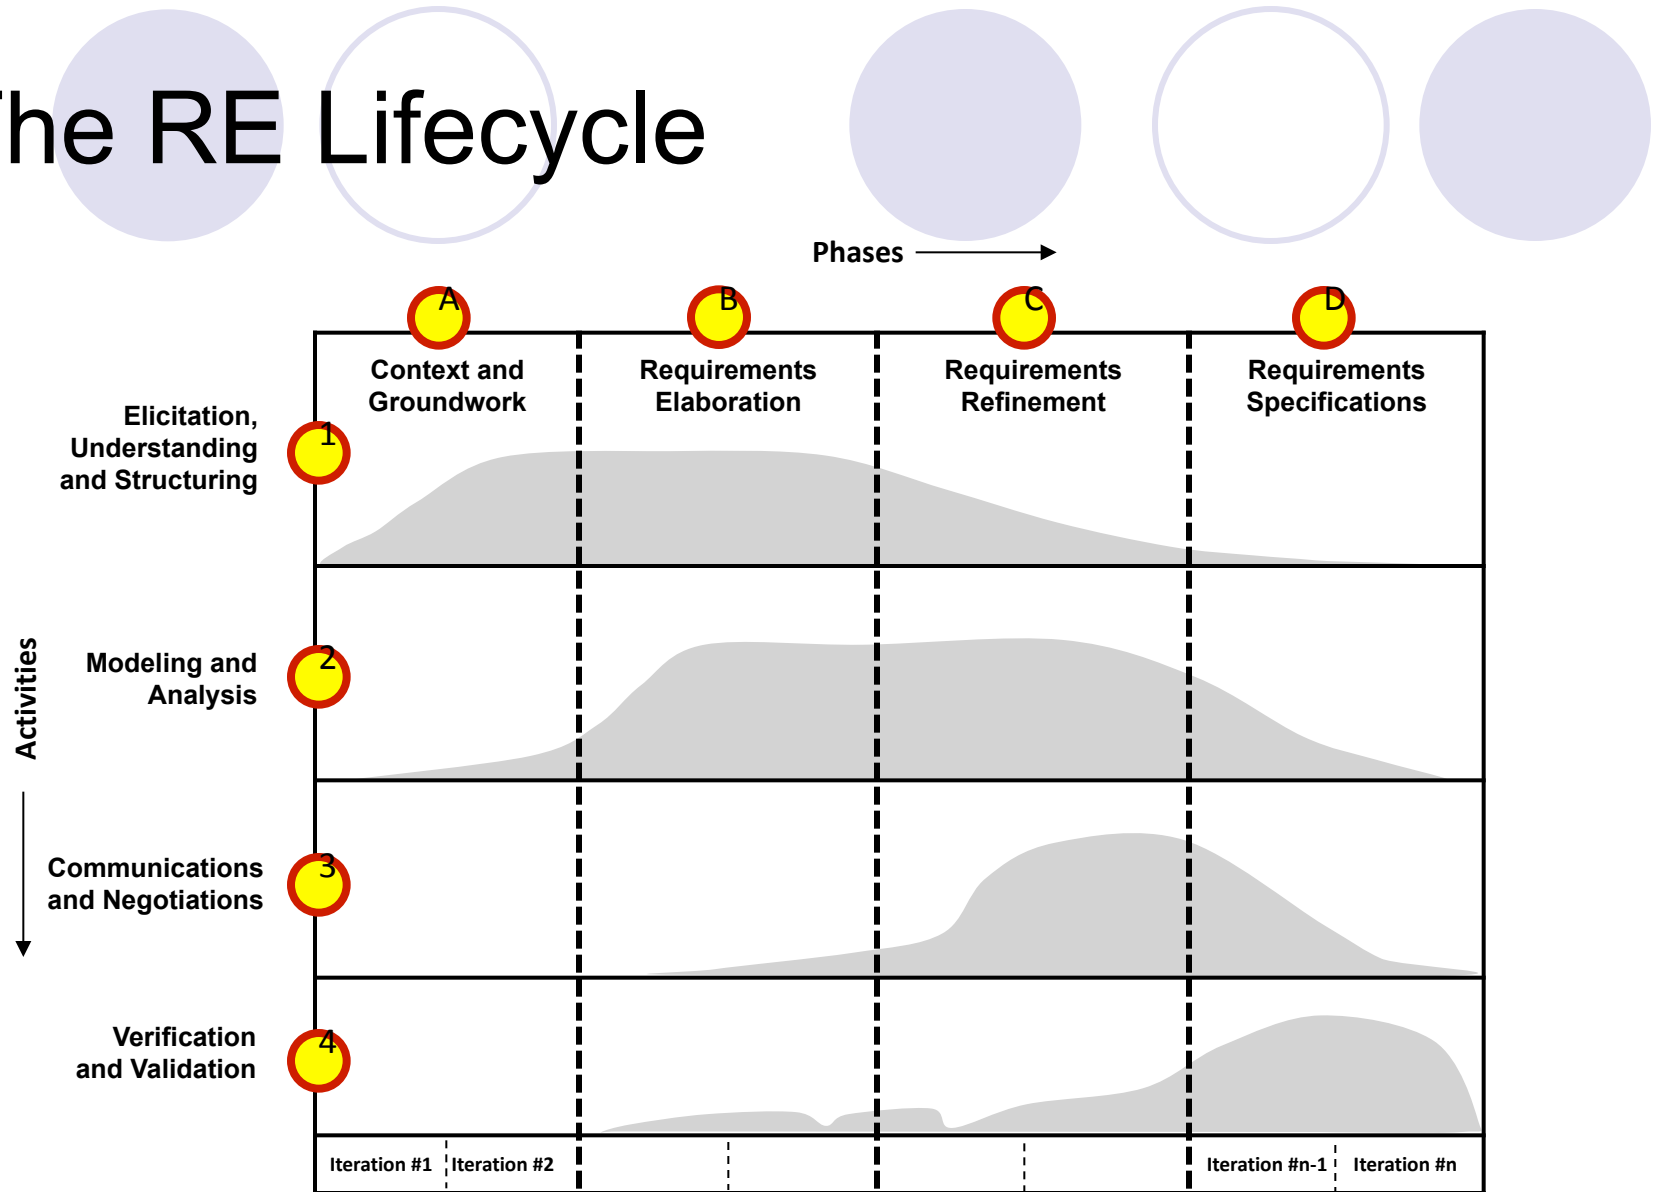 The RE Lifecycle
Phases
A
B
C
D
Context and
Groundwork
Requirements
Elaboration
Requirements
Refinement
Requirements
Specifications
Elicitation,
Understanding
and Structuring
1
Activities
Modeling and
Analysis
2
Communications
and Negotiations
3
Verification
and Validation
4
Iteration #1
Iteration #2
Iteration #n-1
Iteration #n